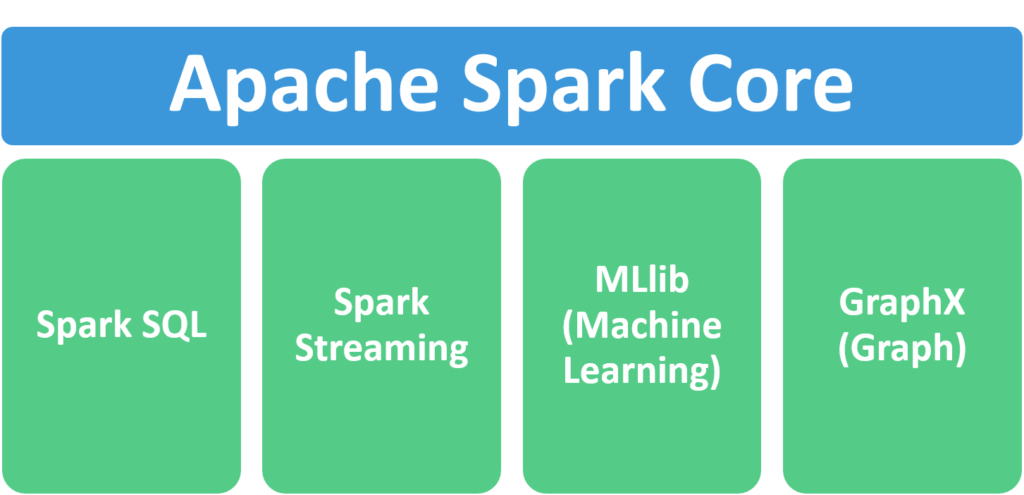 Apache Spark Core
Spark SQL
Spark
Streaming
MLlib
(Machine
Learning)
GraphX
(Graph)